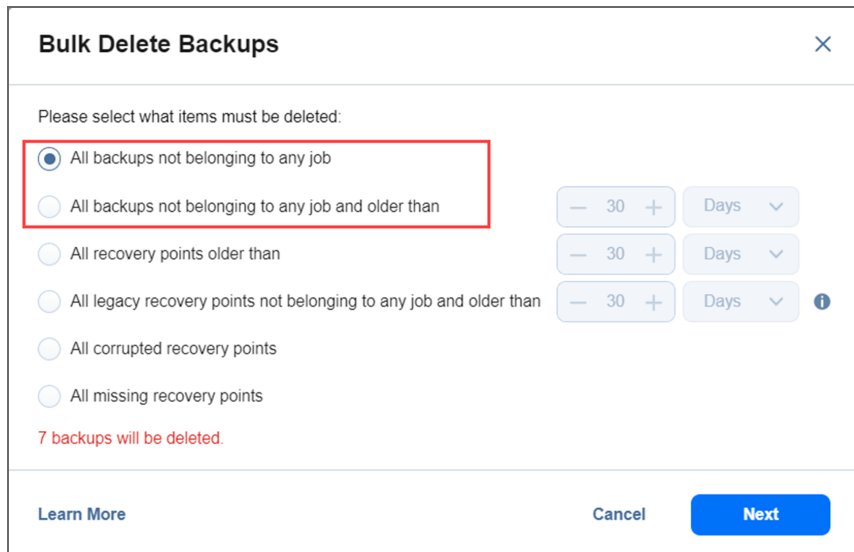 Bulk Delete Backups
Please select what items must be deleted:
All backups not belonging to any job
All backups not belonging to any job and older than 30 Days
All recovery points older than 30 Days
All legacy recovery points not belonging to any job and older than 30 Days
All corrupted recovery points
All missing recovery points
7 backups will be deleted.
Learn More Cancel Next